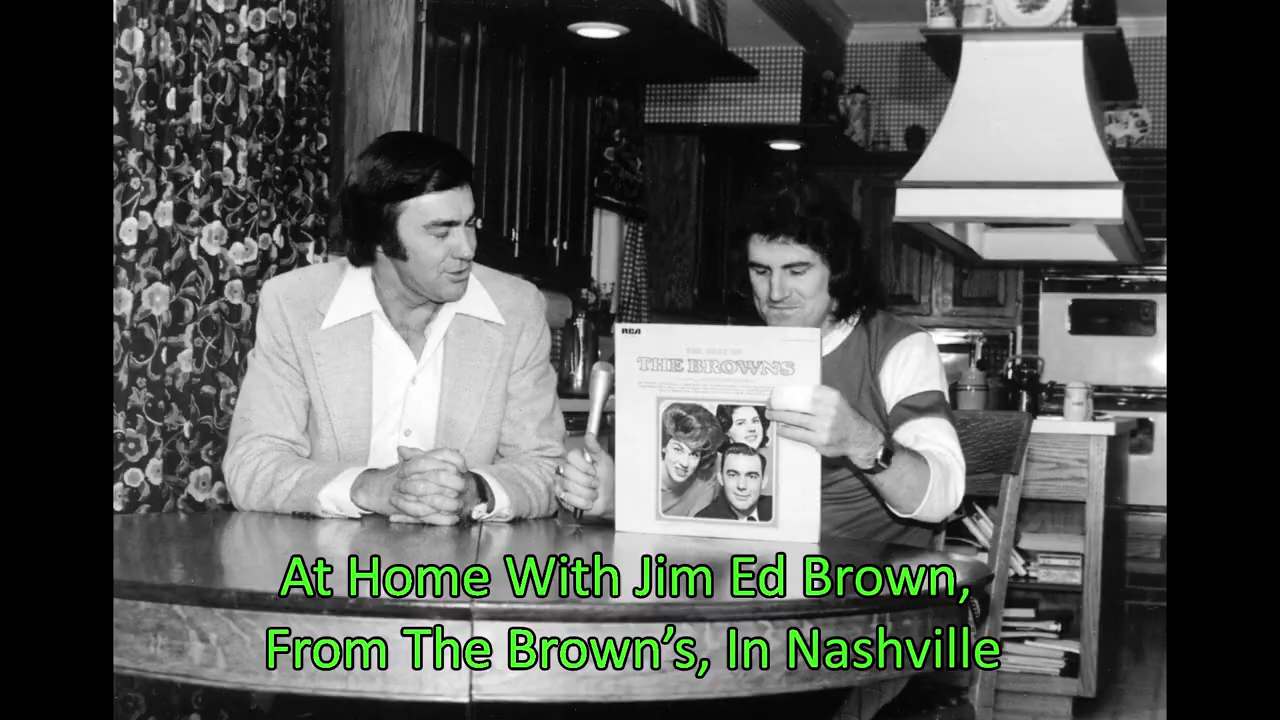 RCA
THE BEST OF
THE BROWNS
At Home With Jim Ed Brown,
From The Brown's, In Nashville